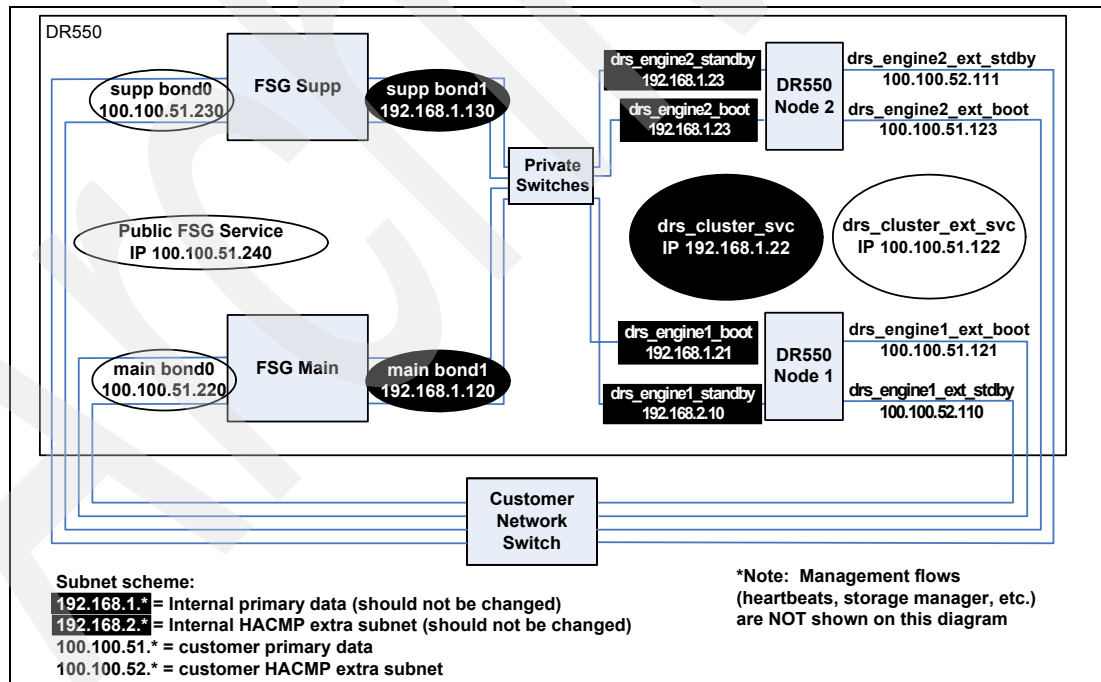 DR550
FSG Supp
supp bond0
100.100.51.230
supp bond1
192.168.1.130
drs_engine2_standby
192.168.1.23
drs_engine2_boot
192.168.1.23
DR550
Node 2
drs_engine2_ext_stdby
100.100.52.111
drs_engine2_ext_boot
100.100.51.123
Private
Switches
Public FSG Service
IP 100.100.51.240
drs_cluster_svc
IP 192.168.1.22
drs_cluster_ext_svc
IP 100.100.51.122
FSG Main
main bond0
100.100.51.220
main bond1
192.168.1.120
drs_engine1_boot
192.168.1.21
drs_engine1_standby
192.168.2.10
DR550
Node 1
drs_engine1_ext_boot
100.100.51.121
drs_engine1_ext_stdby
100.100.52.110
Customer
Network
Switch
Subnet scheme:
192.168.1.* = Internal primary data (should not be changed)
192.168.2.* = Internal HACMP extra subnet (should not be changed)
100.100.51.* = customer primary data
100.100.52.* = customer HACMP extra subnet
*Note: Management flows
(heartbeats, storage manager, etc.)
are NOT shown on this diagram